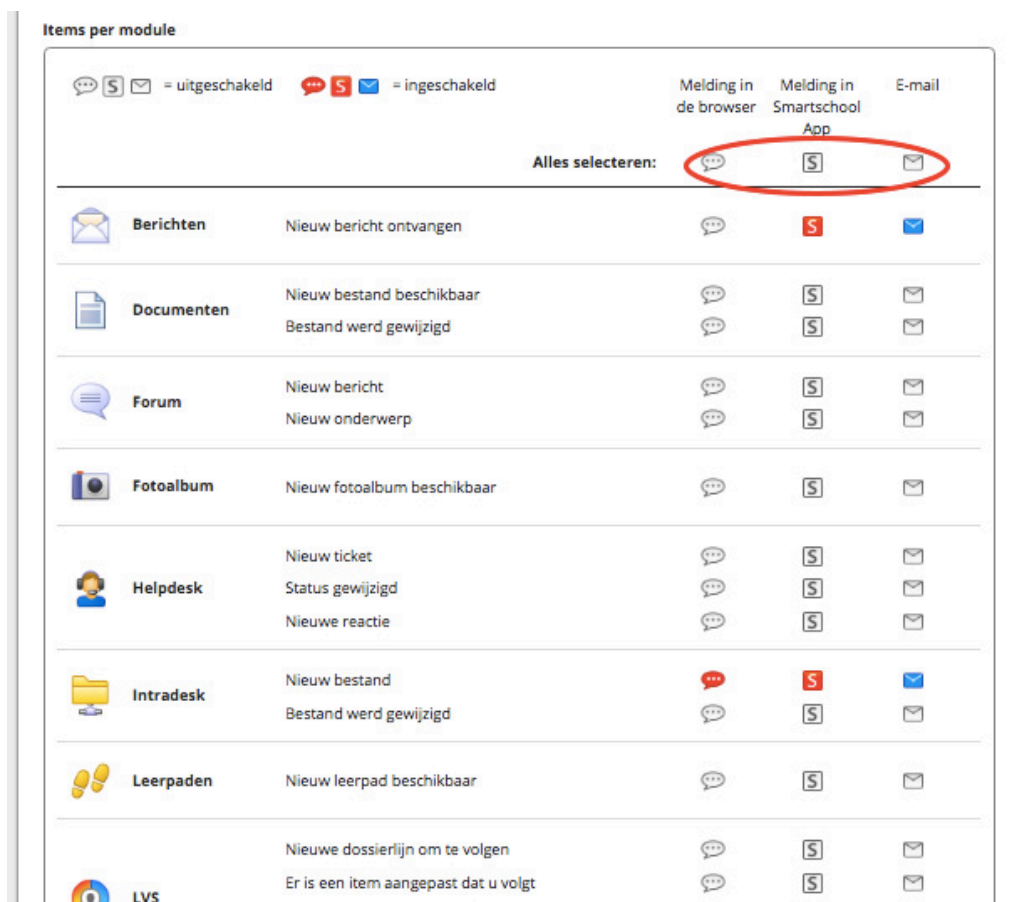 Items per module
S = uitgeschakeld S = ingeschakeld
Melding in de browser
Melding in Smartschool App
E-mail
Alles selecteren: S
Berichten Nieuw bericht ontvangen S
Documenten
Nieuw bestand beschikbaar S
Bestand werd gewijzigd S
Forum
Nieuw bericht S
Nieuw onderwerp S
Fotoalbum Nieuw fotoalbum beschikbaar S
Helpdesk
Nieuw ticket S
Status gewijzigd S
Nieuwe reactie S
Intradesk
Nieuw bestand S
Bestand werd gewijzigd S
Leerpaden Nieuw leerpad beschikbaar S
LVS
Nieuwe dossierlijn om te volgen S
Er is een item aangepast dat u volgt S